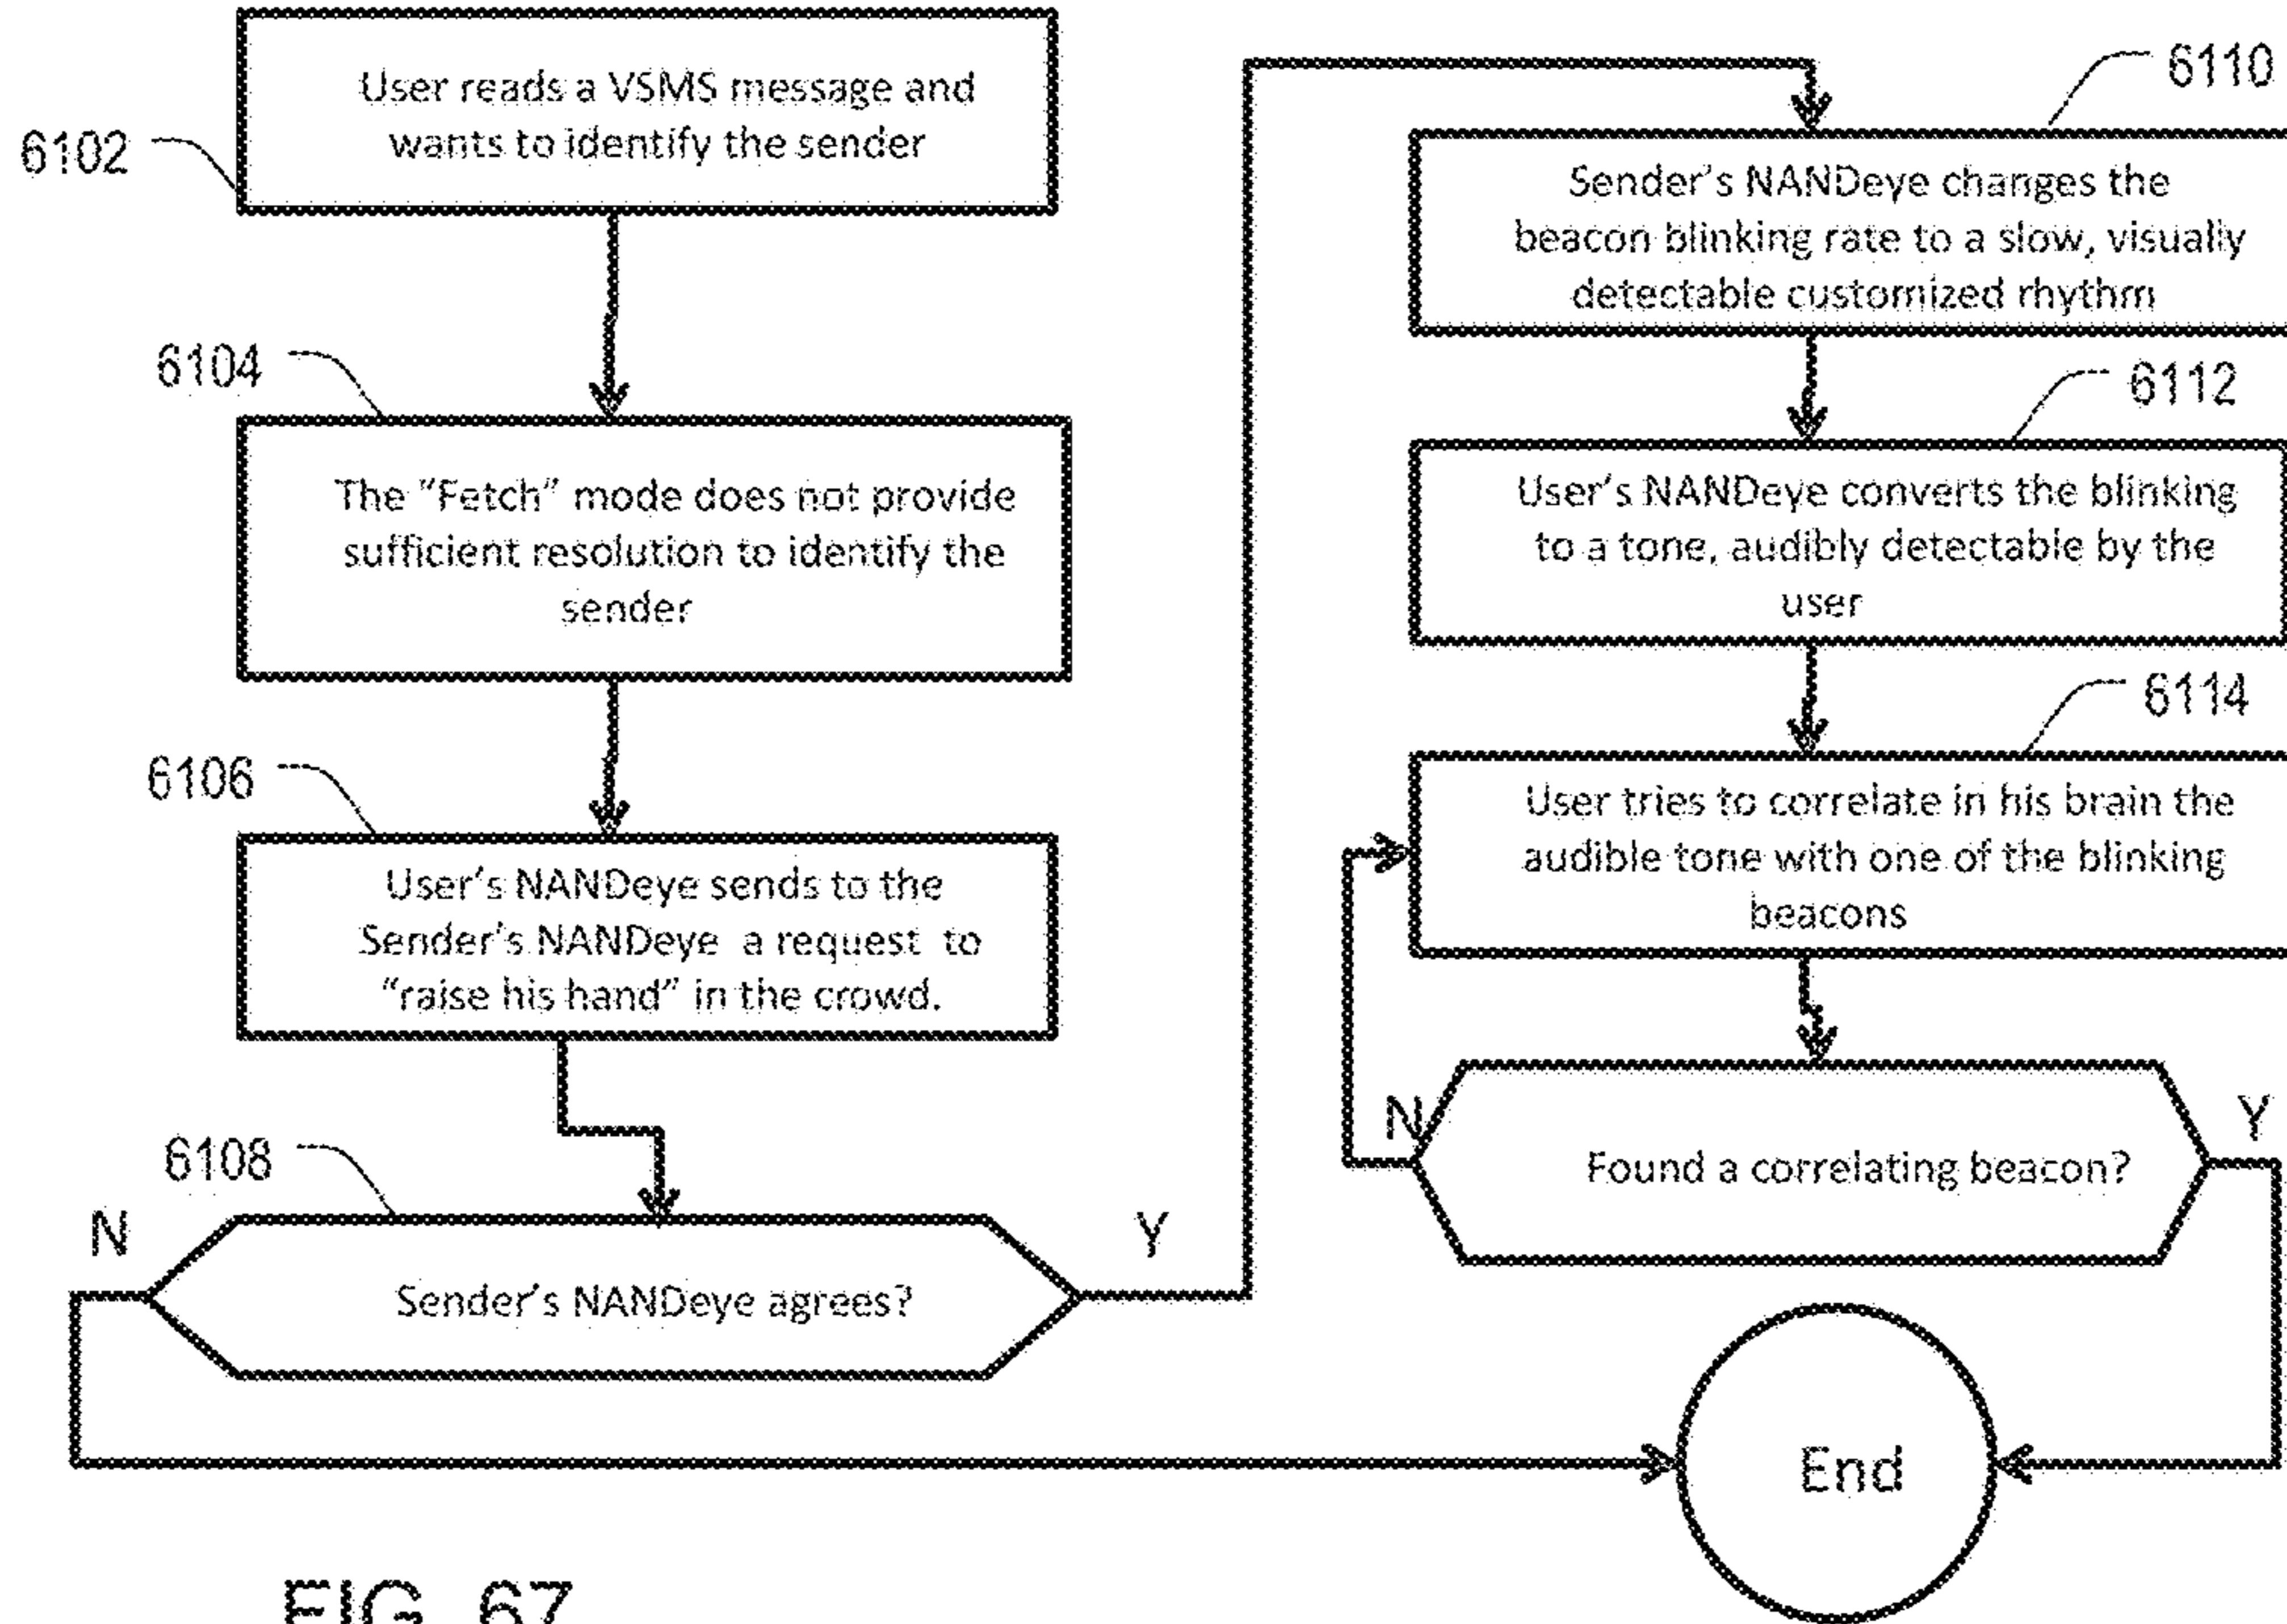 6102
User reads a VSMS message and
wants to identify the sender
6104
The "Fetch" mode does not provide
sufficient resolution to identify the
sender
6106
User's NANDeye sends to the
Sender's NANDeye a request to
"raise his hand" in the crowd.
6108
N
Sender's NANDeye agrees?
Y
6110
Sender's NANDeye changes the
beacon blinking rate to a slow, visually
detectable customized rhythm
6112
User's NANDeye converts the blinking
to a tone, audibly detectable by the
user
6114
User tries to correlate in his brain the
audible tone with one of the blinking
beacons
N
Found a correlating beacon?
Y
End
FIG. 67